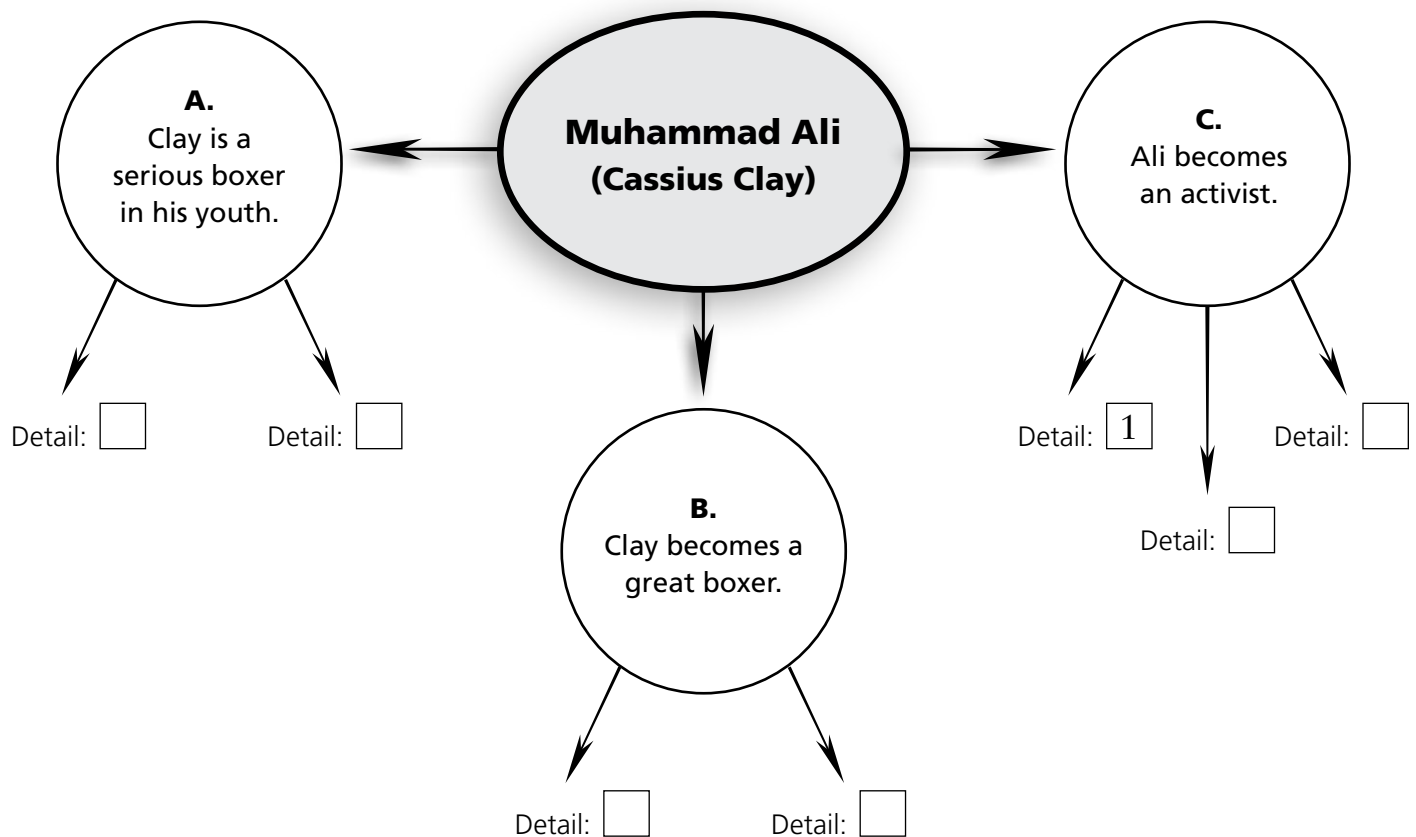 Muhammad Ali
(Cassius Clay)
A.
Clay is a
serious boxer
in his youth.
Detail:
Detail:
B.
Clay becomes a
great boxer.
Detail:
Detail:
C.
Ali becomes
an activist.
Detail: 1
Detail:
Detail: